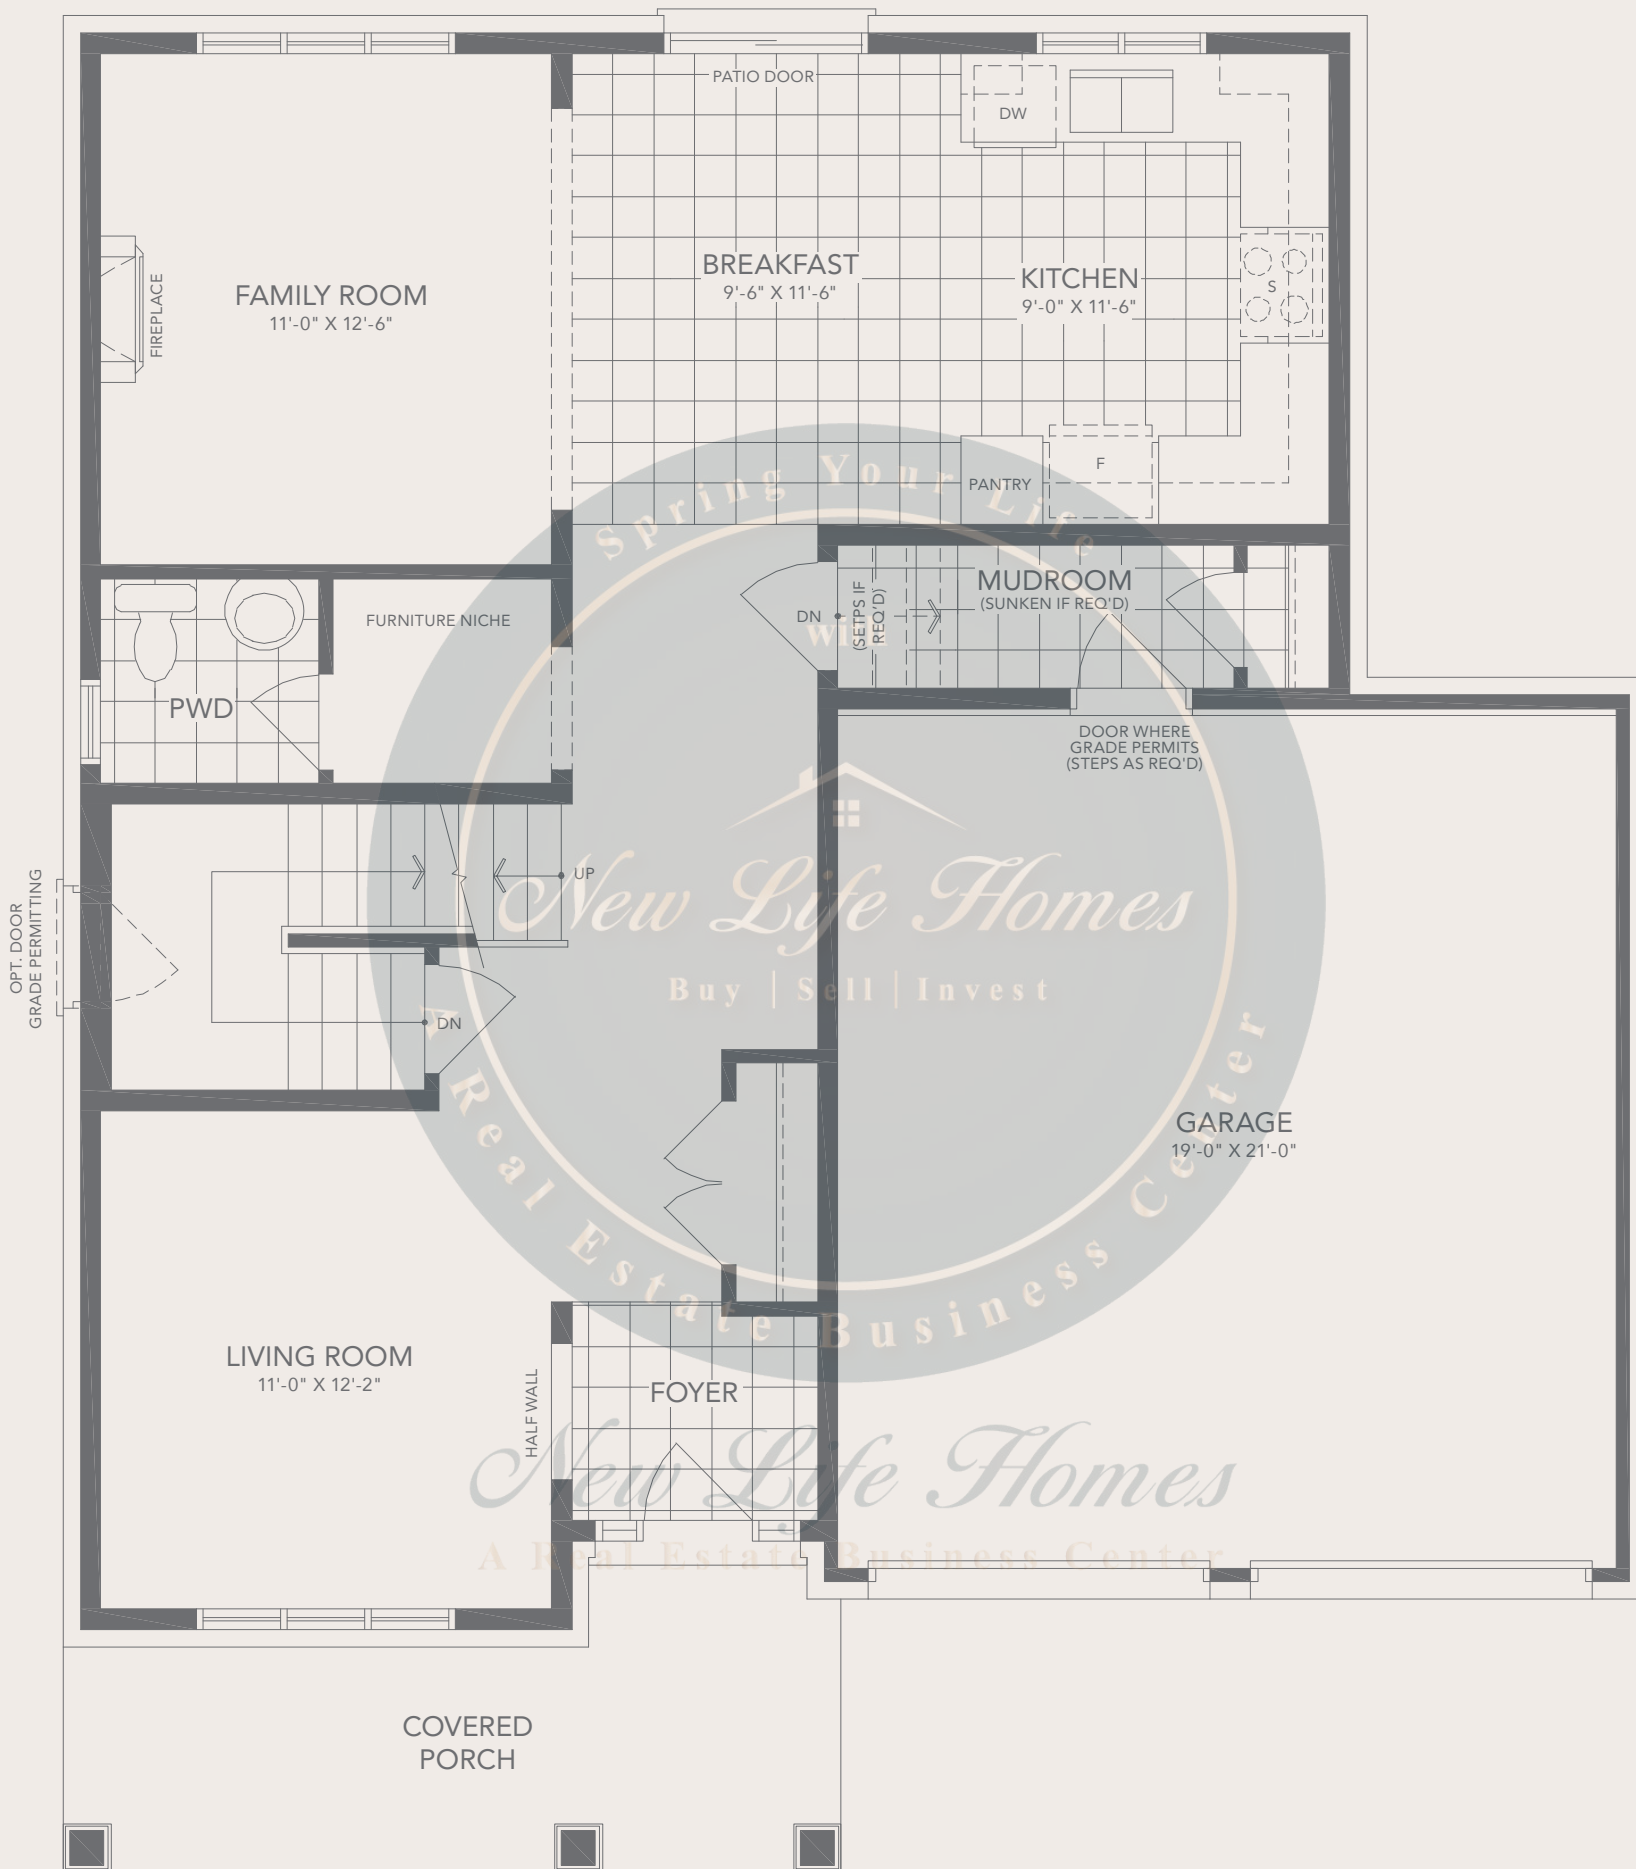 PATIO DOOR
DW
BREAKFAST
9'-6" X 11'-6"
KITCHEN
9'-0" X 11'-6"
S
FAMILY ROOM
11'-0" X 12'-6"
FIREPLACE
F
PANTRY
Spring Your Life
with
MUDROOM
(SUNKEN IF REQ'D)
DN
(SETPS IF
REQ'D)
FURNITURE NICHE
PWD
DOOR WHERE
GRADE PERMITS
(STEPS AS REQ'D)
UP
New Life Homes
Buy | Sell | Invest
OPT. DOOR
GRADE PERMITTING
DN
A Real Estate Business Center
GARAGE
19'-0" X 21'-0"
LIVING ROOM
11'-0" X 12'-2"
HALF WALL
FOYER
New Life Homes
A Real Estate Business Center
COVERED
PORCH